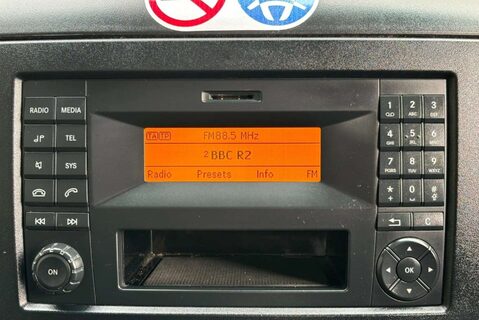 RADIO MEDIA
TEL
SYS
TA TP FM88.5 MHz
2 BBC R2
Radio Presets Info FM
ON
1 2 ABC 3 DEF
4 GHI 5 JKL 6 MNO
7 PQRS 8 TUV 9 WXYZ
* 0 #
C
OK